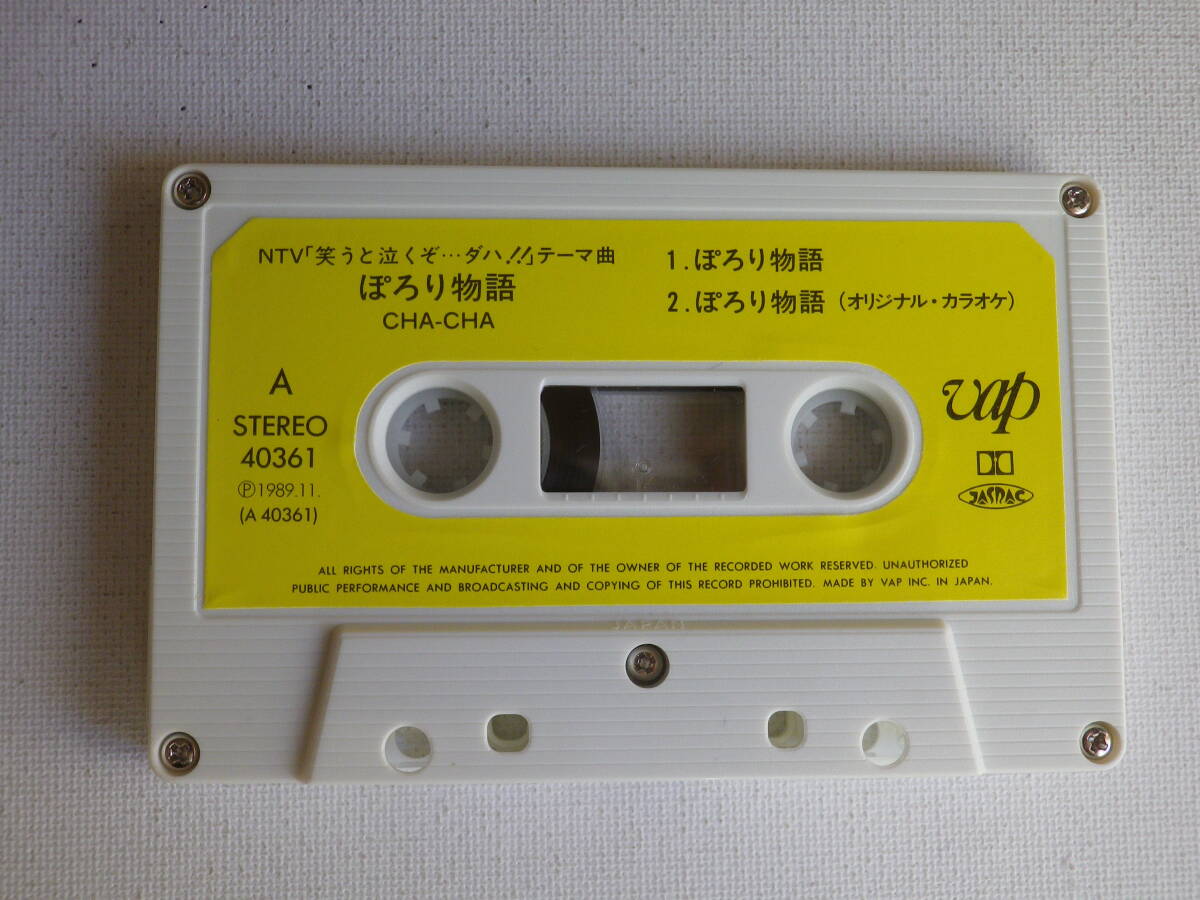 NTV「笑うと泣くぞ…ダハ!!」テーマ曲
ぽろり物語
CHA-CHA
1.ぽろり物語
2.ぽろり物語（オリジナル・カラオケ）
A
STEREO
40361
Ⓟ1989.11.
(A 40361)
vap
JASRAC
ALL RIGHTS OF THE MANUFACTURER AND OF THE OWNER OF THE RECORDED WORK RESERVED. UNAUTHORIZED
PUBLIC PERFORMANCE AND BROADCASTING AND COPYING OF THIS RECORD PROHIBITED. MADE BY VAP INC. IN JAPAN.
JAPAN